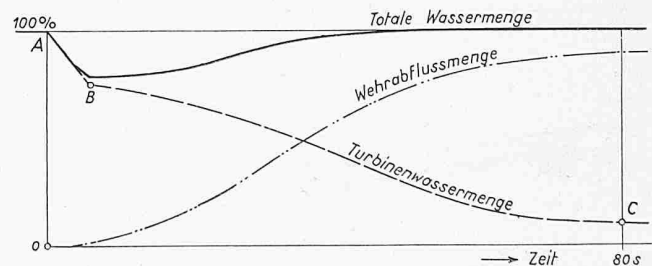 100%
Totale Wassermenge
A
Wehrabflussmenge
B
Turbinenwassermenge
C
0
Zeit
80 s